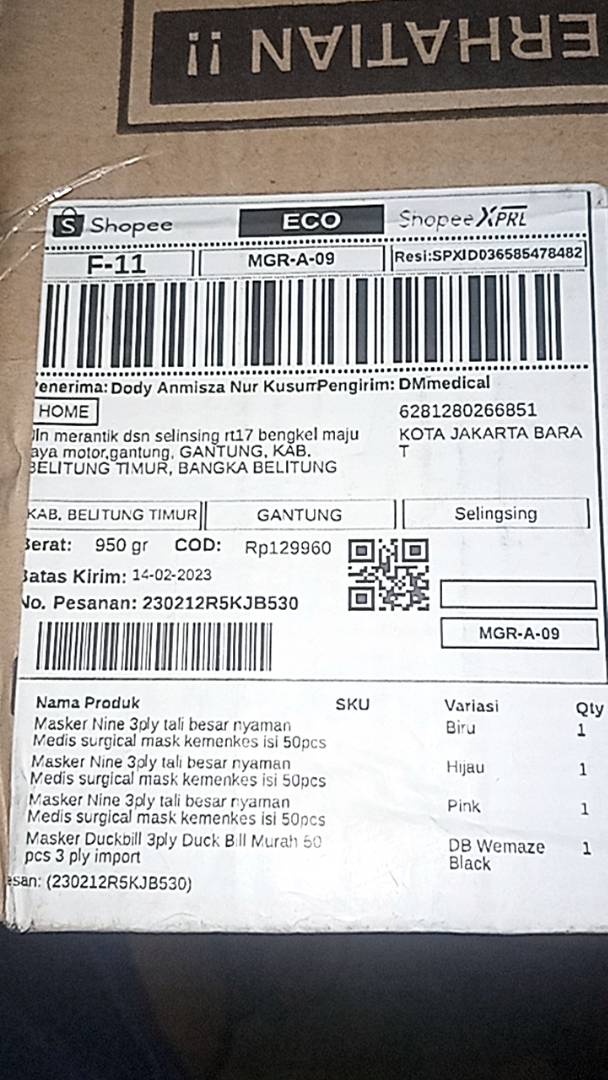 ERHATIAN !!
Shopee ECO Shopee XPRE
F-11 MGR-A-09 Resi:SPXID036585478482
enerima: Dody Anmisza Nur Kusum Pengirim: DMmedical
HOME 6281280266851
Jln merantik dsn selinsing rt17 bengkel maju KOTA JAKARTA BARA
aya motor,gantung, GANTUNG, KAB. T
BELITUNG TIMUR, BANGKA BELITUNG
KAB. BELITUNG TIMUR GANTUNG Selingsing
Berat: 950 gr COD: Rp129960
Batas Kirim: 14-02-2023
No. Pesanan: 230212R5KJB530
MGR-A-09
Nama Produk SKU Variasi Qty
Masker Nine 3ply tali besar nyaman Biru 1
Medis surgical mask kemenkes isi 50pcs
Masker Nine 3ply tali besar nyaman Hijau 1
Medis surgical mask kemenkes isi 50pcs
Masker Nine 3ply tali besar nyaman Pink 1
Medis surgical mask kemenkes isi 50pcs
Masker Duckbill 3ply Duck Bill Murah 50 DB Wemaze 1
pcs 3 ply import Black
esan: (230212R5KJB530)